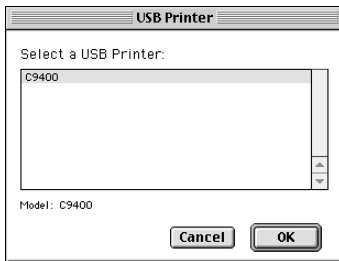 USB Printer
Select a USB Printer:
C9400
Model: C9400
Cancel OK